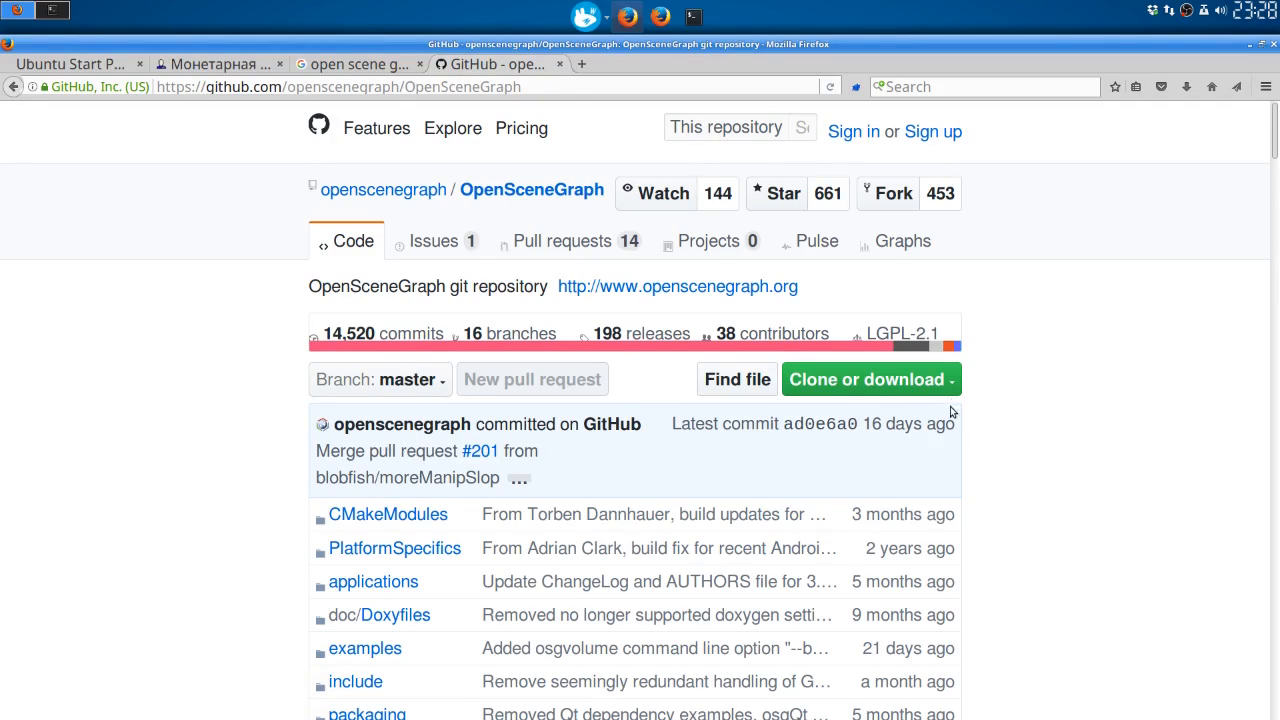 23:28
GitHub - openscenegraph/OpenSceneGraph: OpenSceneGraph git repository - Mozilla Firefox
Ubuntu Start P... × Монетарная ... × open scene g... × GitHub - ope... × +
GitHub, Inc. (US) https://github.com/openscenegraph/OpenSceneGraph Search
Features Explore Pricing This repository Sign in or Sign up
openscenegraph / OpenSceneGraph Watch 144 Star 661 Fork 453
Code Issues 1 Pull requests 14 Projects 0 Pulse Graphs
OpenSceneGraph git repository http://www.openscenegraph.org
14,520 commits 16 branches 198 releases 38 contributors LGPL-2.1
Branch: master New pull request Find file Clone or download
openscenegraph committed on GitHub Latest commit ad0e6a0 16 days ago
Merge pull request #201 from
blobfish/moreManipSlop ...
CMakeModules From Torben Dannhauer, build updates for ... 3 months ago
PlatformSpecifics From Adrian Clark, build fix for recent Androi... 2 years ago
applications Update ChangeLog and AUTHORS file for 3.... 5 months ago
doc/Doxyfiles Removed no longer supported doxygen setti... 9 months ago
examples Added osgvolume command line option "--b... 21 days ago
include Remove seemingly redundant handling of G... a month ago
packaging Removed Qt dependency examples, osgQt ... 5 months ago